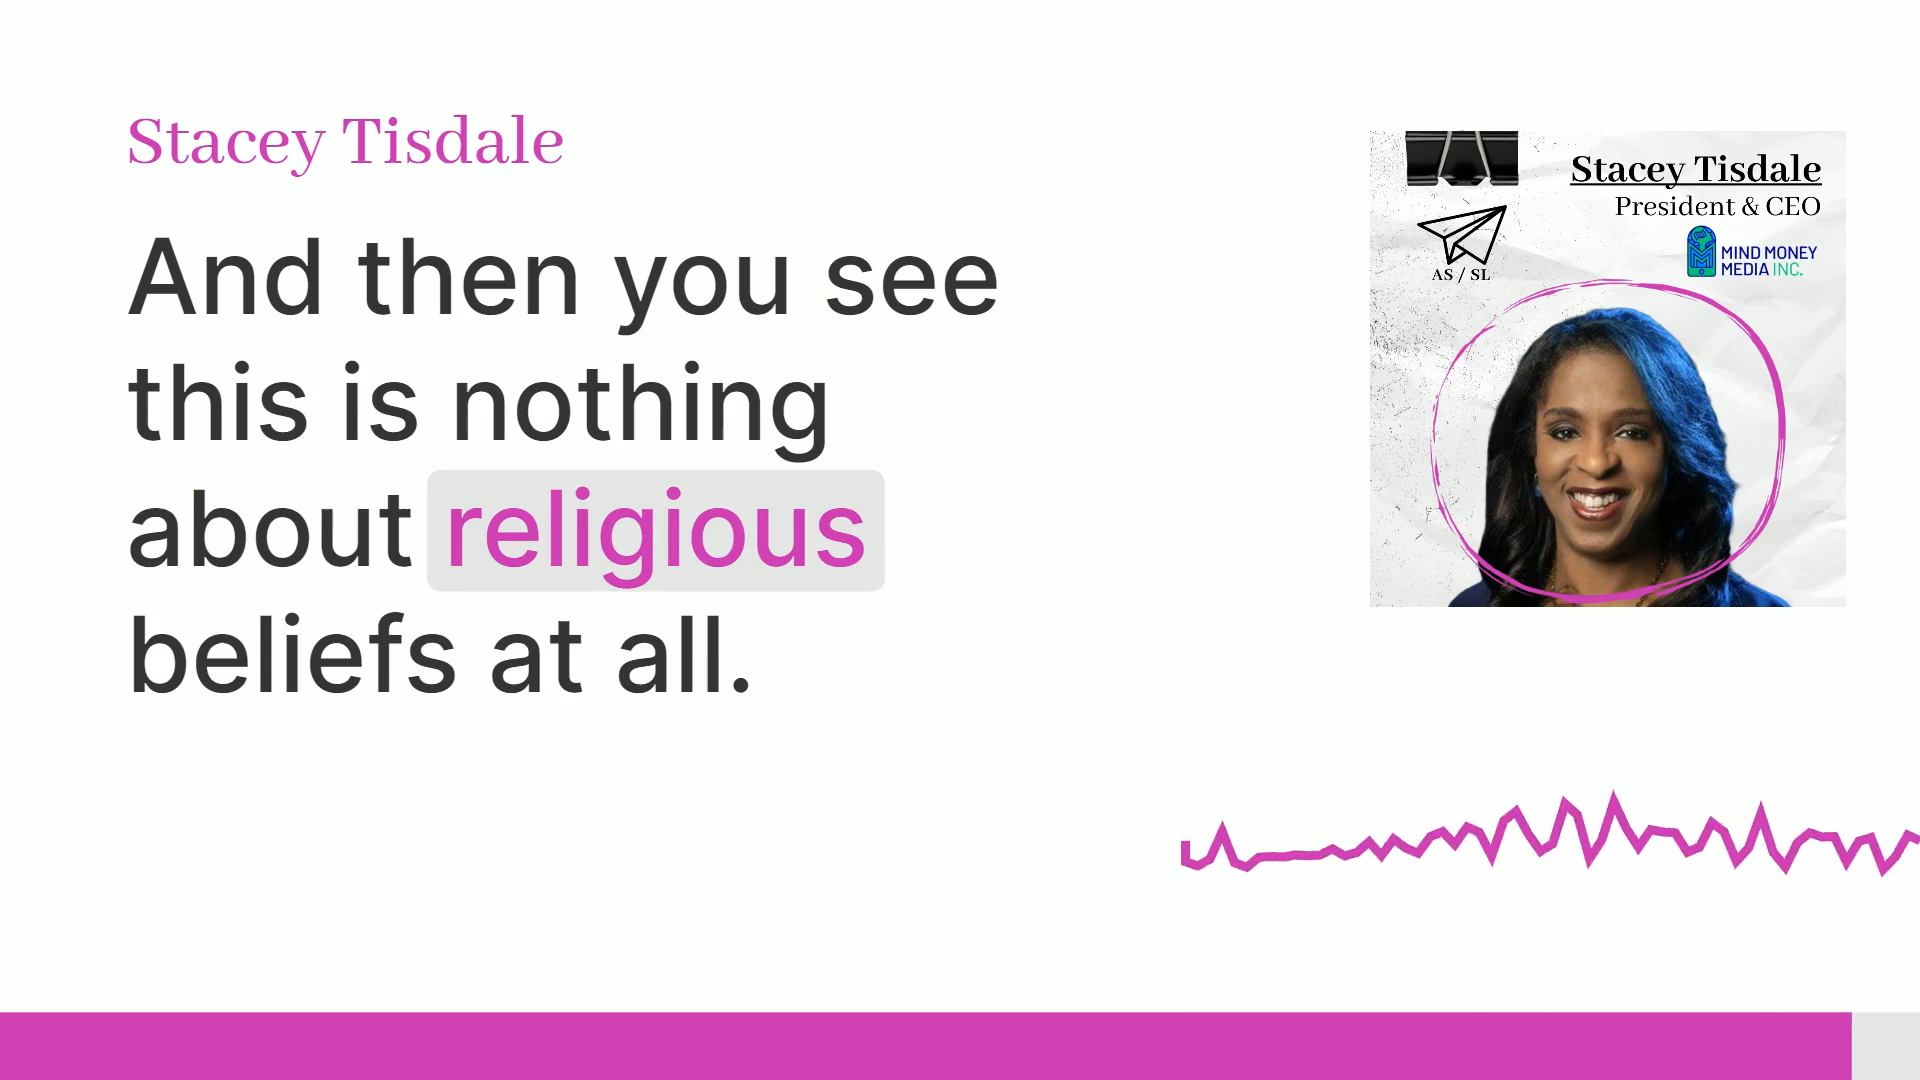 Stacey Tisdale
And then you see
this is nothing
about religious
beliefs at all.
Stacey Tisdale
President & CEO
MIND MONEY
MEDIA INC.
AS / SL